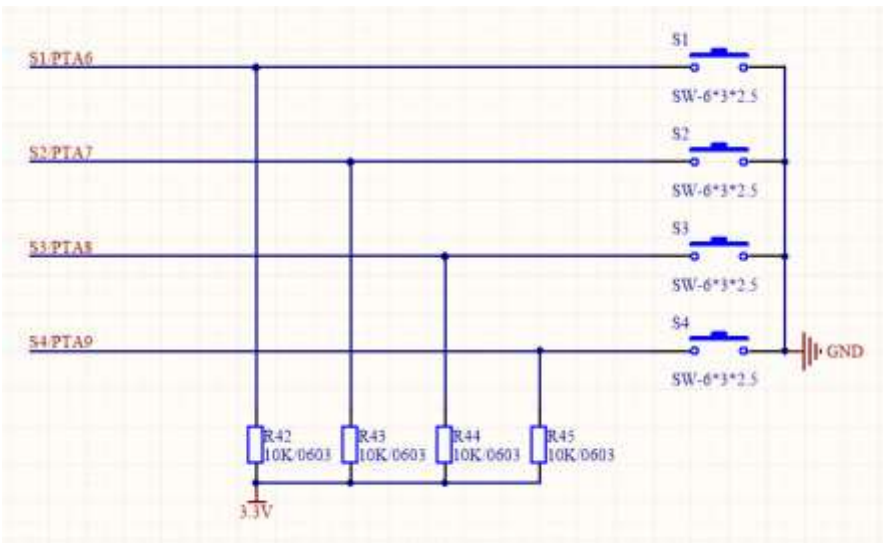 S1
S1/PTA6
SW-6*3*2.5
S2
S2/PTA7
SW-6*3*2.5
S3
S3/PTA8
SW-6*3*2.5
S4
S4/PTA9
GND
SW-6*3*2.5
R42
10K/0603
R43
10K/0603
R44
10K/0603
R45
10K/0603
3.3V